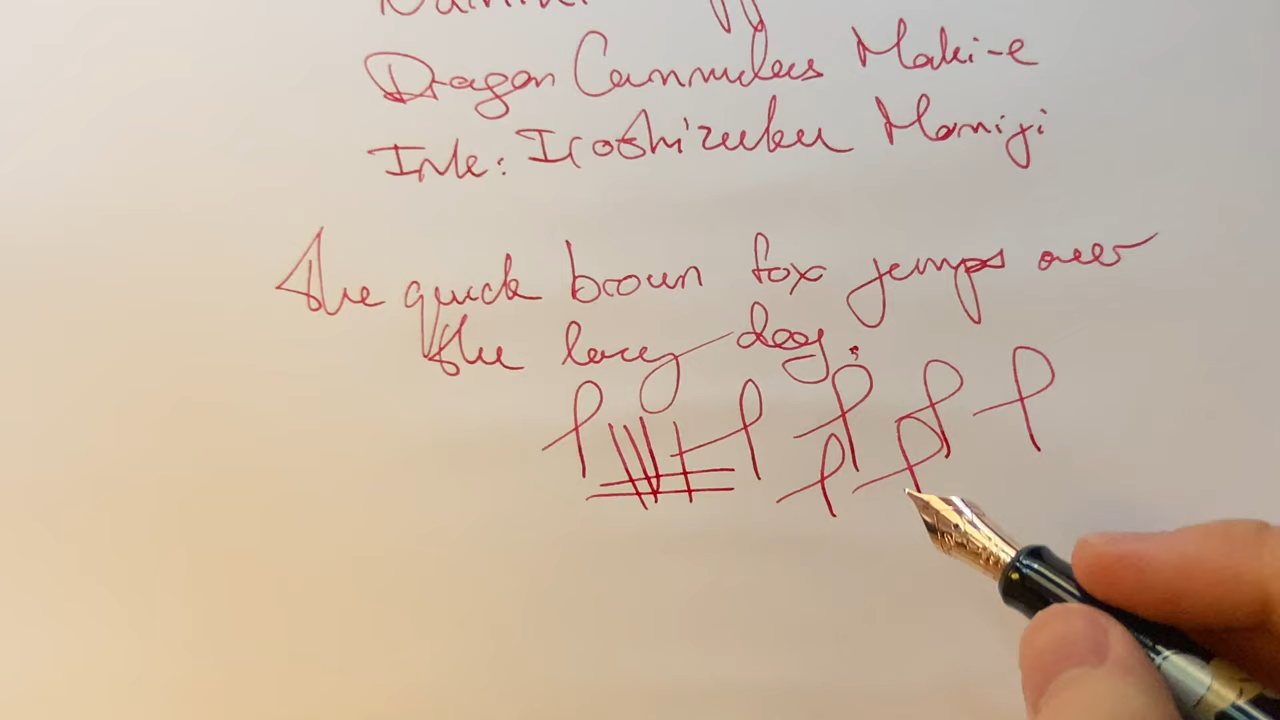 Dragon Cumulus Maki-e
Ink: Iroshizuku Momiji
the quick brown fox jumps over
the lazy dog.